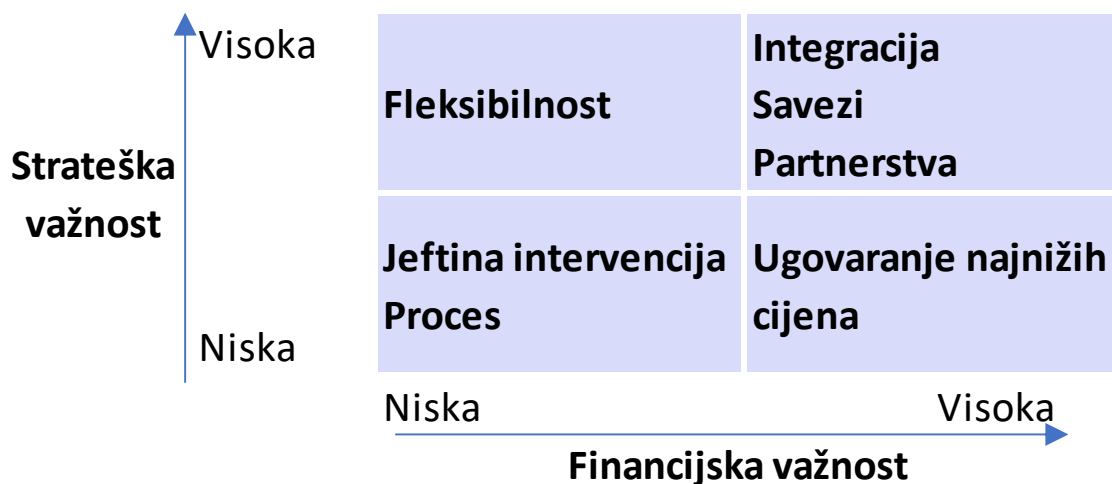 Visoka
Strateška
važnost
Niska
Fleksibilnost
Integracija
Savezi
Partnerstva
Jeftina intervencija
Proces
Ugovaranje najnižih
cijena
Niska
Visoka
Financijska važnost